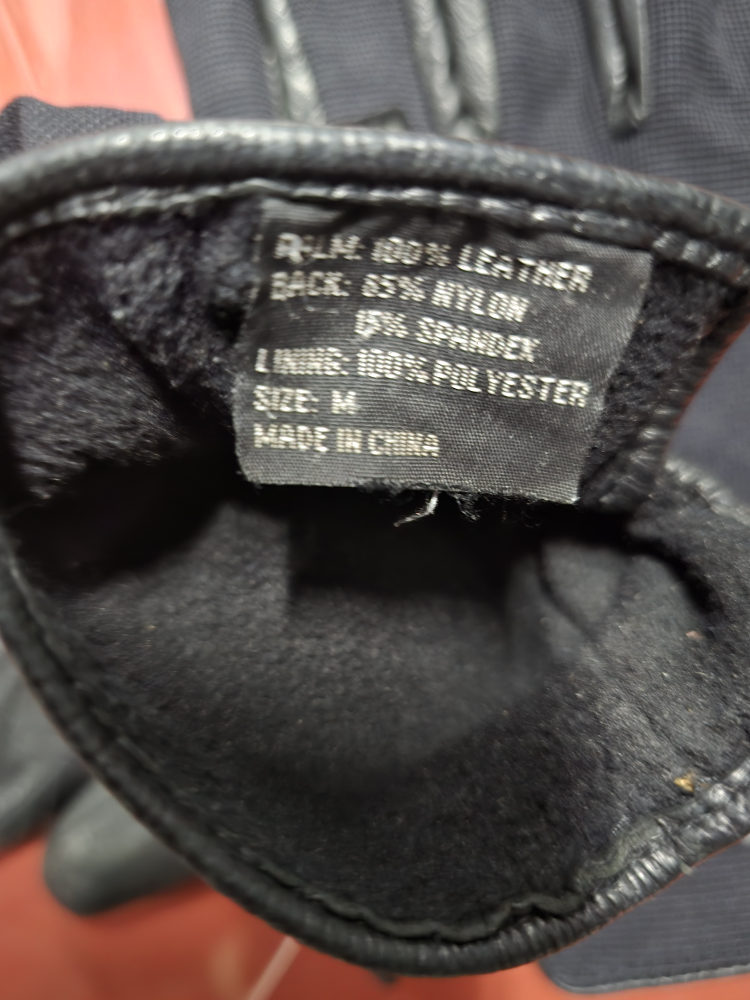 PALM: 100% LEATHER
BACK: 85% NYLON
15% SPANDEX
LINING: 100% POLYESTER
SIZE: M
MADE IN CHINA